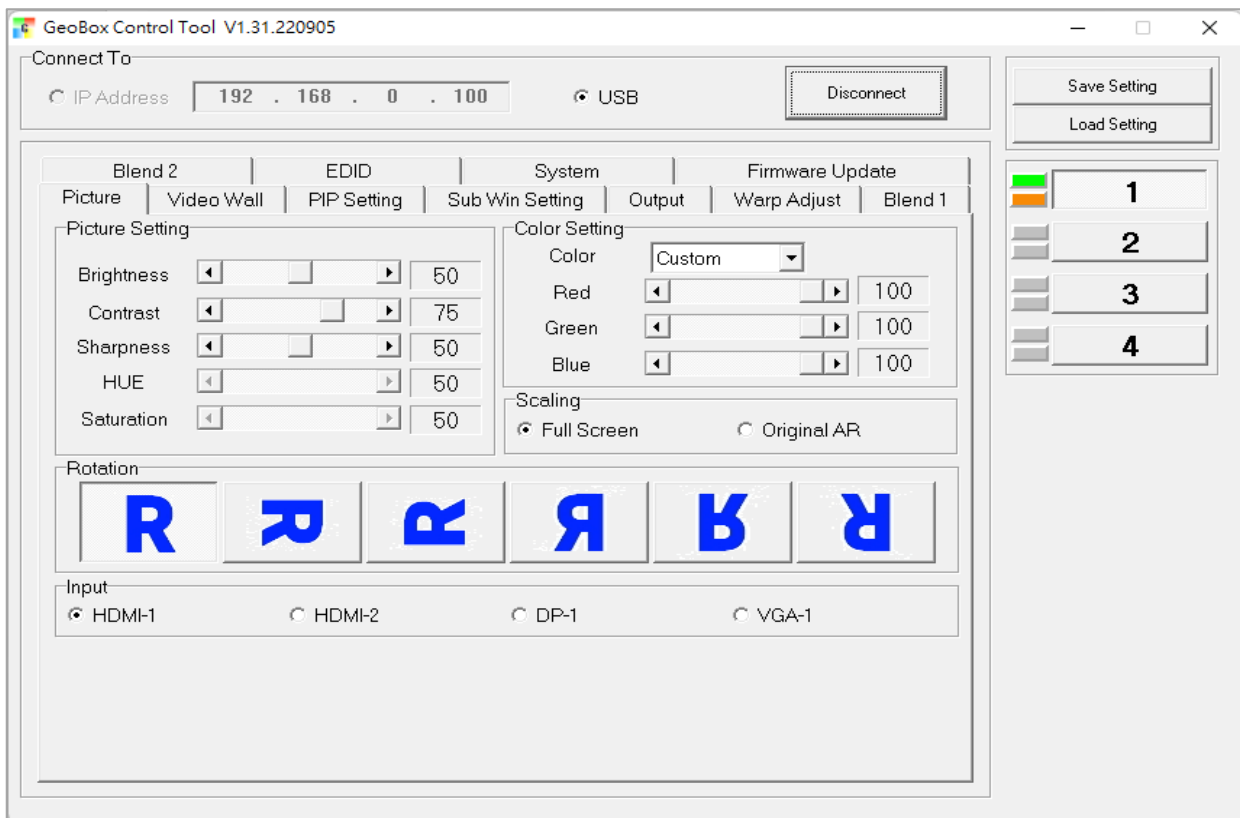 GeoBox Control Tool V1.31.220905
Connect To
IP Address 192 . 168 . 0 . 100 USB Disconnect
Save Setting
Load Setting
Blend 2 EDID System Firmware Update
Picture Video Wall PIP Setting Sub Win Setting Output Warp Adjust Blend 1
1
2
3
4
Picture Setting
Brightness 50
Contrast 75
Sharpness 50
HUE 50
Saturation 50
Color Setting
Color Custom
Red 100
Green 100
Blue 100
Scaling
Full Screen Original AR
Rotation
R R R R R R
Input
HDMI-1 HDMI-2 DP-1 VGA-1